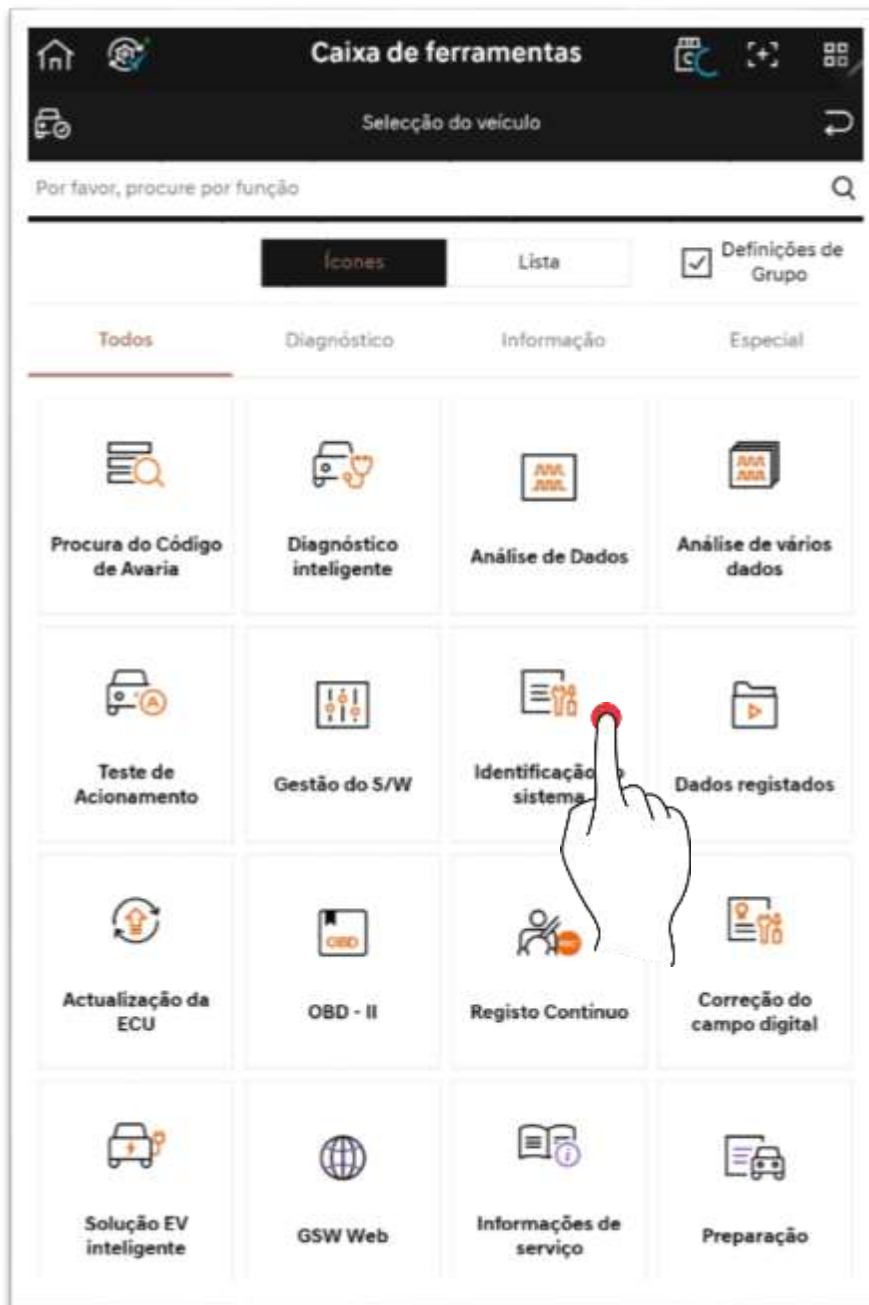 Caixa de ferramentas
Selecção do veículo
Por favor, procure por função
Ícones
Lista
Definições de
Grupo
Todos
Diagnóstico
Informação
Especial
Procura do Código
de Avaria
Diagnóstico
inteligente
Análise de Dados
Análise de vários
dados
Teste de
Acionamento
Gestão do S/W
Identificação
sistema
Dados registados
Actualização da
ECU
OBD
OBD - II
Registo Contínuo
Correção do
campo digital
Solução EV
inteligente
GSW Web
Informações de
serviço
Preparação